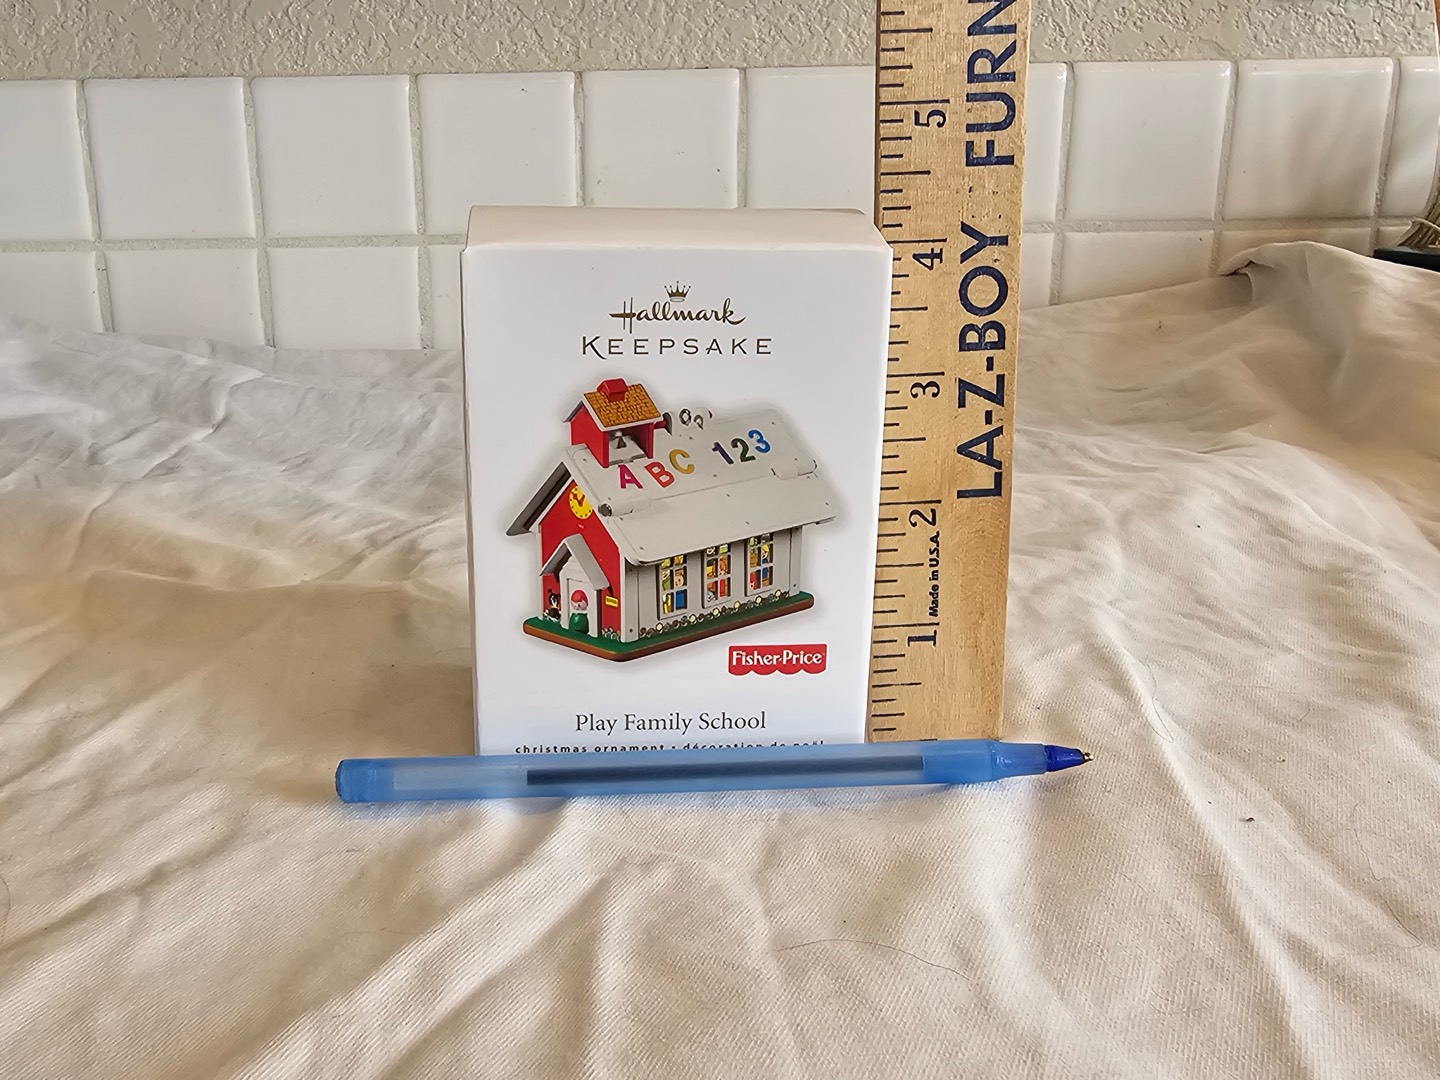 Hallmark
KEEPSAKE
ABC 123
Fisher-Price
Play Family School
christmas ornament • décoration de noël
LA-Z-BOY FURN
Made in U.S.A.
5
4
3
2
1